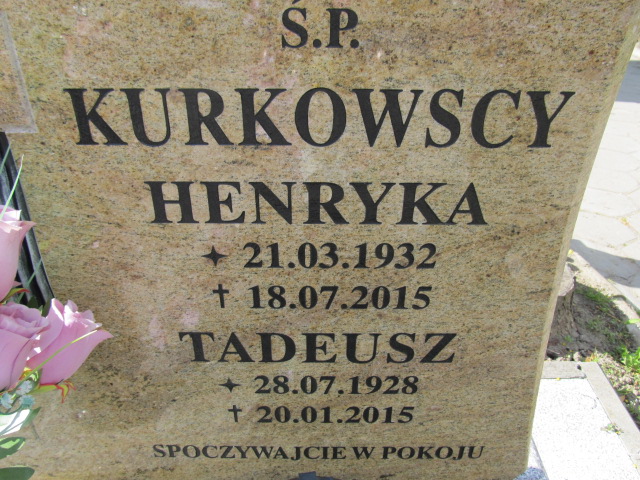 Ś.P.
KURKOWSCY
HENRYKA
✦ 21.03.1932
† 18.07.2015
TADEUSZ
✦ 28.07.1928
† 20.01.2015
SPOCZYWAJCIE W POKOJU